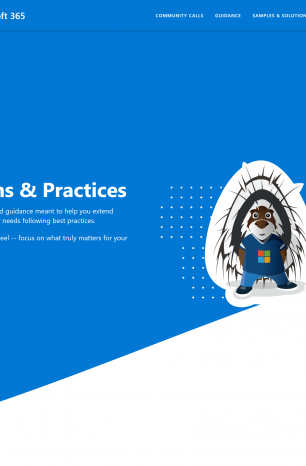 ft 365
COMMUNITY CALLS GUIDANCE SAMPLES & SOLUTION
ns & Practices
d guidance meant to help you extend
needs following best practices.
eel -- focus on what truly matters for your